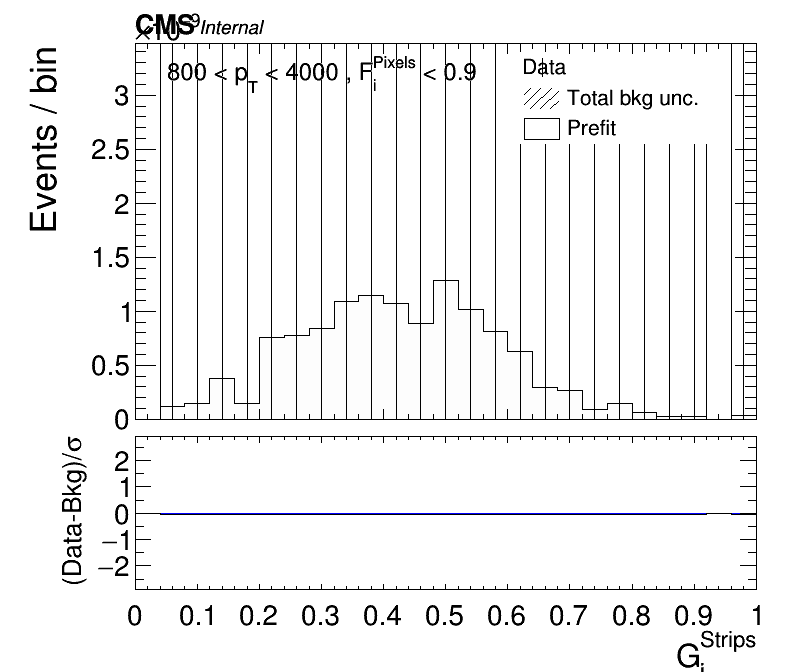 CMS Internal
×10⁻⁹
800 < p_T < 4000 , F_i^Pixels < 0.9
Data
Total bkg unc.
Prefit
Events / bin
3
2.5
2
1.5
1
0.5
0
(Data-Bkg)/σ
2
1
0
−1
−2
0 0.1 0.2 0.3 0.4 0.5 0.6 0.7 0.8 0.9 1
G_i^Strips